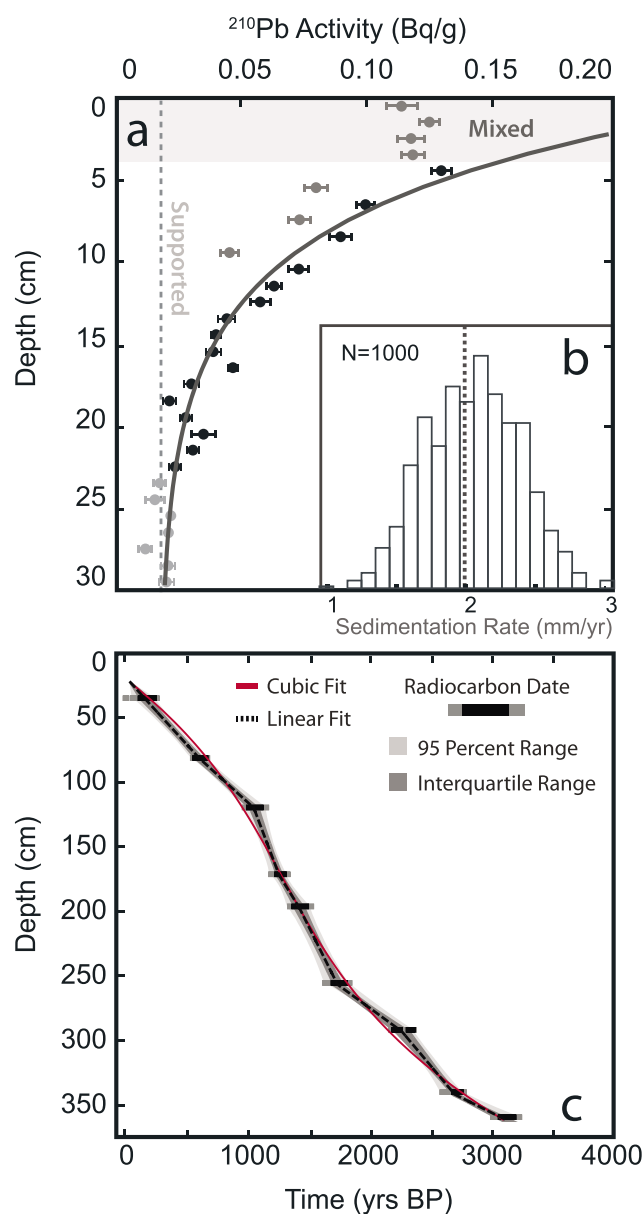 ²¹⁰Pb Activity (Bq/g)
0 0.05 0.10 0.15 0.20
a
Mixed
Supported
0
5
10
15
20
25
30
Depth (cm)
N=1000
b
1 2 3
Sedimentation Rate (mm/yr)
Cubic Fit
Linear Fit
Radiocarbon Date
95 Percent Range
Interquartile Range
0
50
100
150
200
250
300
350
Depth (cm)
c
0 1000 2000 3000 4000
Time (yrs BP)